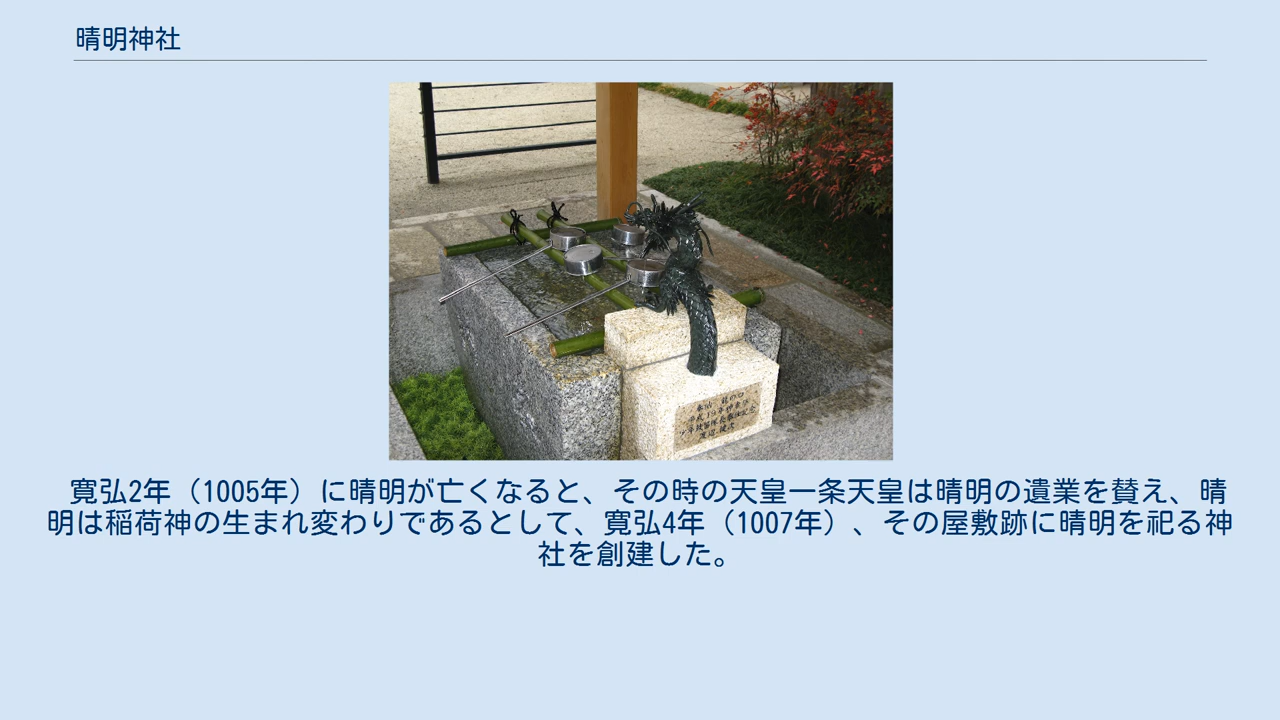 晴明神社
寛弘2年（1005年）に晴明が亡くなると、その時の天皇一条天皇は晴明の遺業を賛え、晴
明は稲荷神の生まれ変わりであるとして、寛弘4年（1007年）、その屋敷跡に晴明を祀る神
社を創建した。